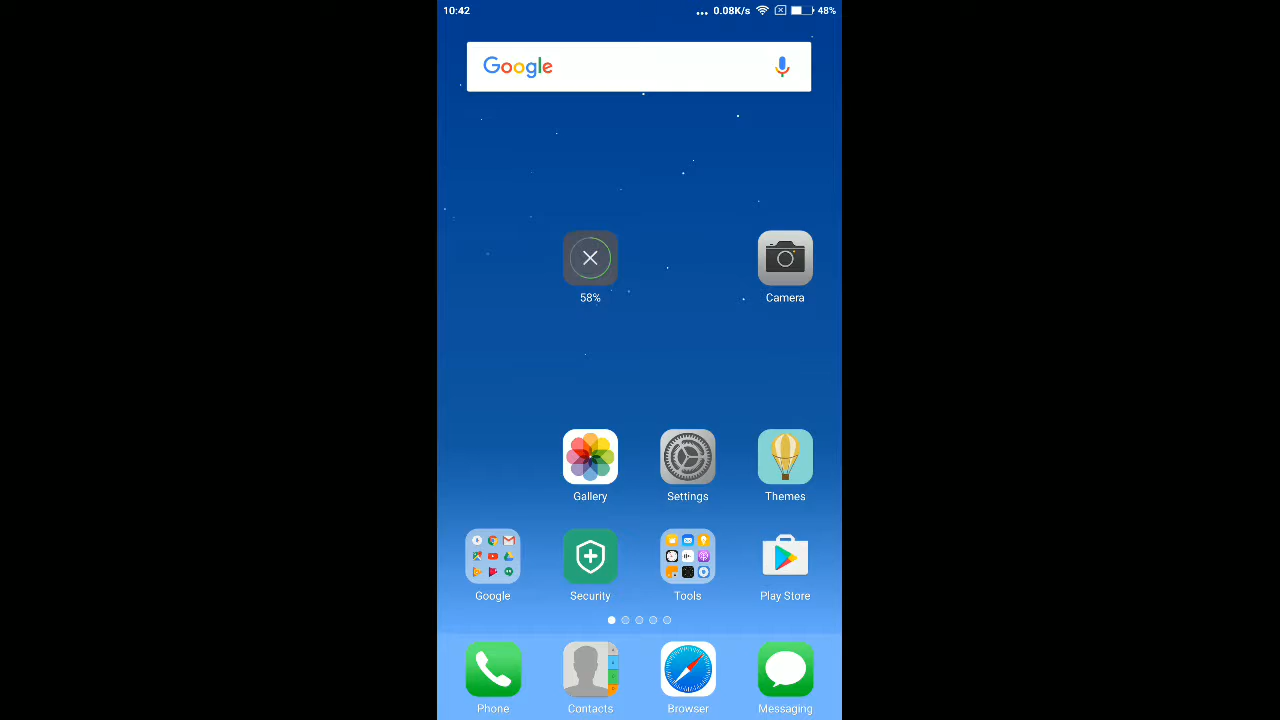 10:42 ... 0.08K/s 48%
Google
58% Camera
Gallery Settings Themes
Google Security Tools Play Store
Phone Contacts Browser Messaging